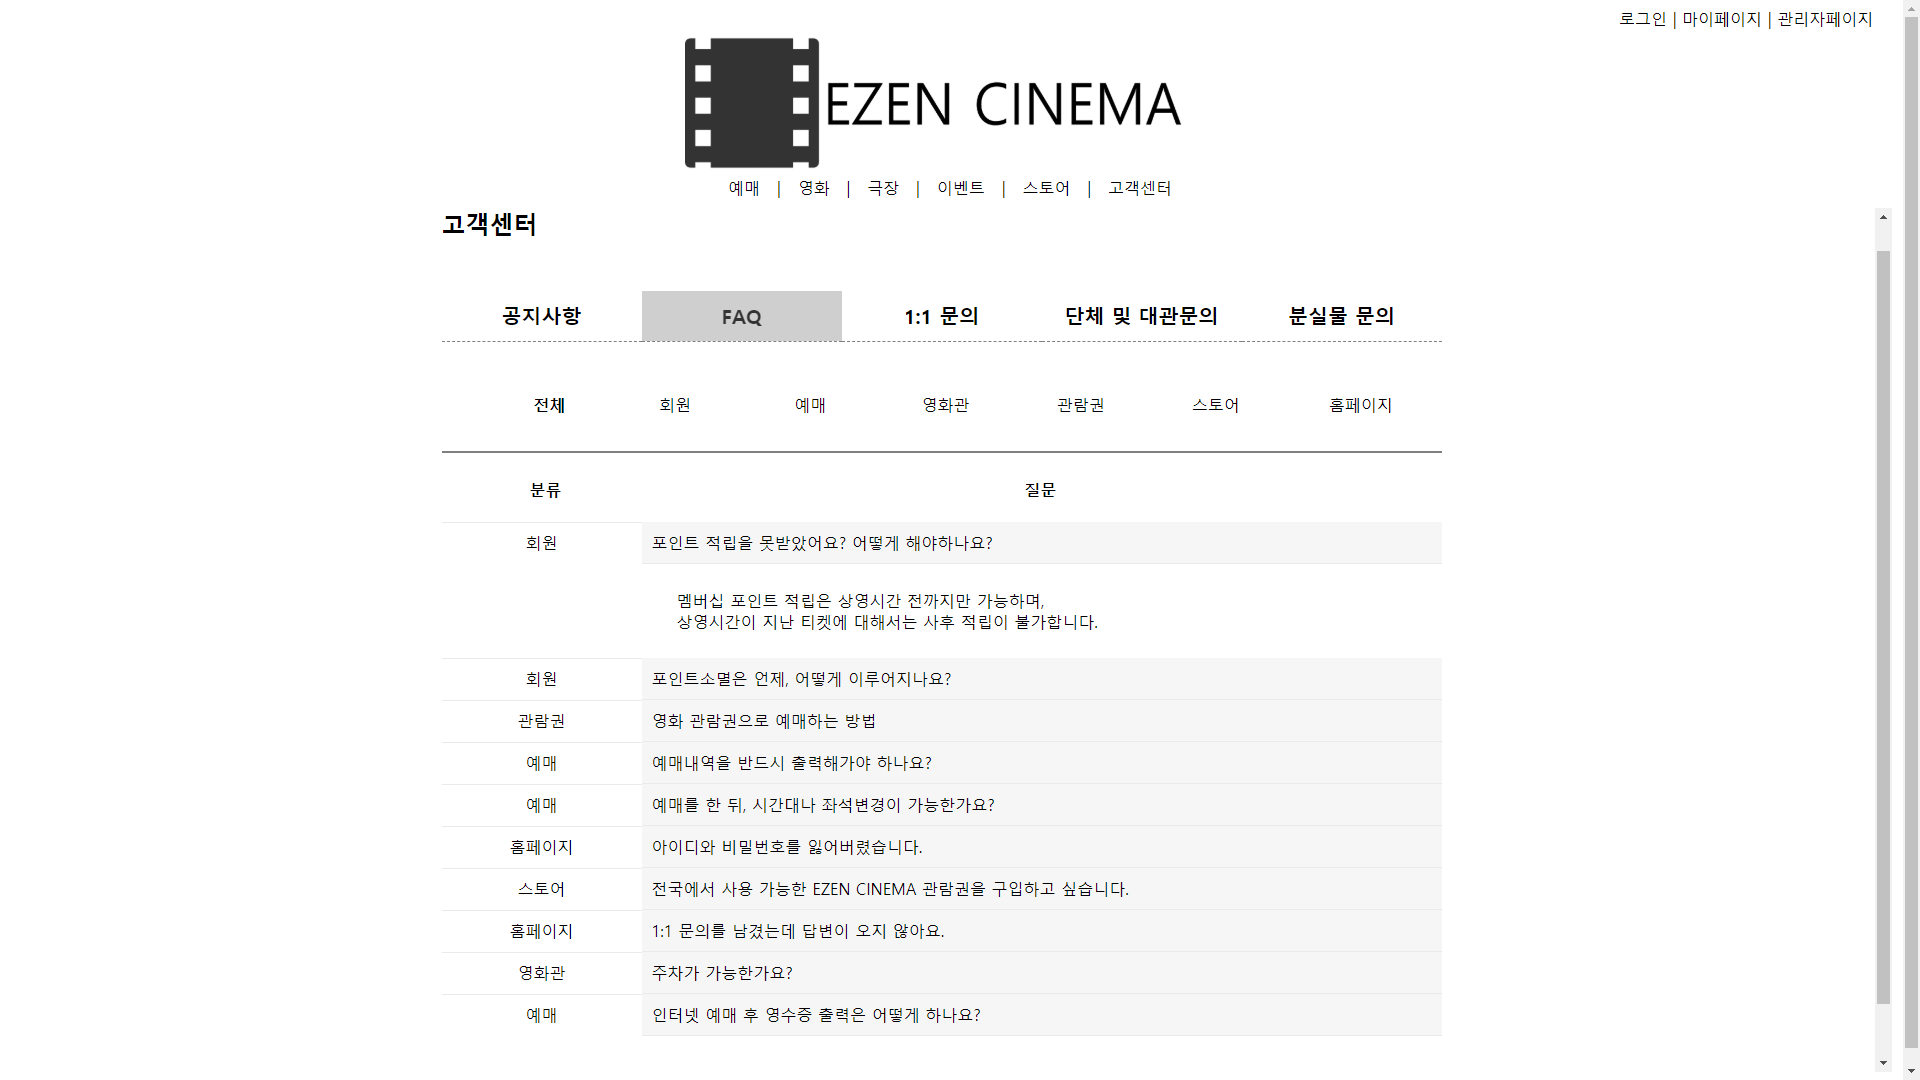 로그인 | 마이페이지 | 관리자페이지
EZEN CINEMA
예매 | 영화 | 극장 | 이벤트 | 스토어 | 고객센터
고객센터
공지사항 FAQ 1:1 문의 단체 및 대관문의 분실물 문의
전체 회원 예매 영화관 관람권 스토어 홈페이지
분류 질문
회원 포인트 적립을 못받았어요? 어떻게 해야하나요?
멤버십 포인트 적립은 상영시간 전까지만 가능하며,
상영시간이 지난 티켓에 대해서는 사후 적립이 불가합니다.
회원 포인트소멸은 언제, 어떻게 이루어지나요?
관람권 영화 관람권으로 예매하는 방법
예매 예매내역을 반드시 출력해가야 하나요?
예매 예매를 한 뒤, 시간대나 좌석변경이 가능한가요?
홈페이지 아이디와 비밀번호를 잃어버렸습니다.
스토어 전국에서 사용 가능한 EZEN CINEMA 관람권을 구입하고 싶습니다.
홈페이지 1:1 문의를 남겼는데 답변이 오지 않아요.
영화관 주차가 가능한가요?
예매 인터넷 예매 후 영수증 출력은 어떻게 하나요?